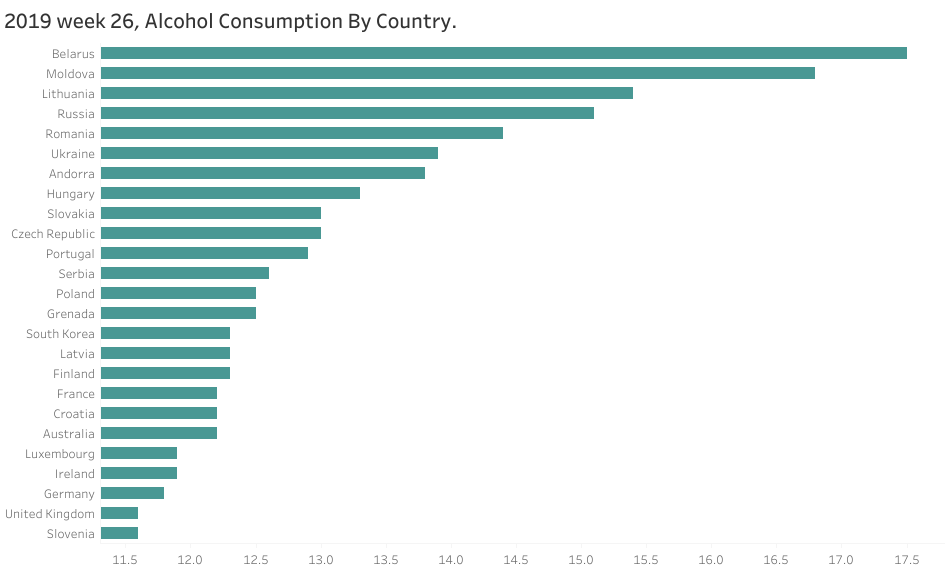 2019 week 26, Alcohol Consumption By Country.
Belarus
Moldova
Lithuania
Russia
Romania
Ukraine
Andorra
Hungary
Slovakia
Czech Republic
Portugal
Serbia
Poland
Grenada
South Korea
Latvia
Finland
France
Croatia
Australia
Luxembourg
Ireland
Germany
United Kingdom
Slovenia
11.5 12.0 12.5 13.0 13.5 14.0 14.5 15.0 15.5 16.0 16.5 17.0 17.5